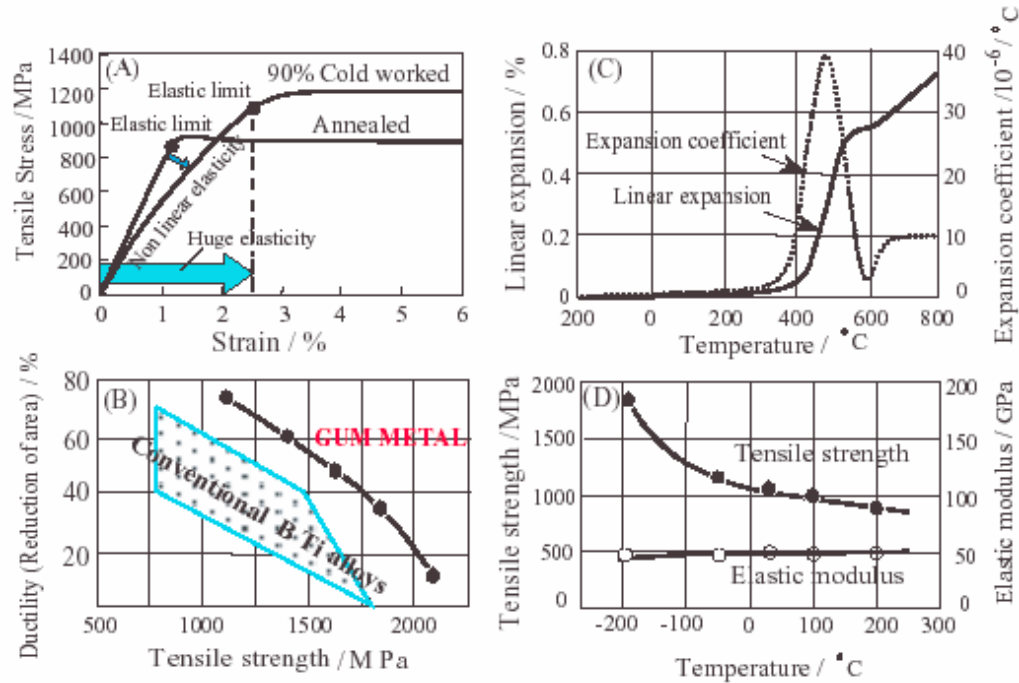 (A)
Tensile Stress / MPa
1400
1200
1000
800
600
400
200
0
90% Cold worked
Elastic limit
Elastic limit
Annealed
Non linear elasticity
Huge elasticity
0 1 2 3 4 5 6
Strain / %
(C)
Linear expansion / %
0.8
0.6
0.4
0.2
0
Expansion coefficient
Linear expansion
Expansion coefficient /10⁻⁶ / °C
40
30
20
10
0
200 0 200 400 600 800
Temperature / °C
(B)
Ductility (Reduction of area) / %
80
60
40
20
GUM METAL
Conventional B Ti alloys
500 1000 1500 2000
Tensile strength / M Pa
(D)
Tensile strength / MPa
2000
1500
1000
500
0
Tensile strength
Elastic modulus
Elastic modulus / GPa
200
150
100
50
0
-200 -100 0 100 200 300
Temperature / °C